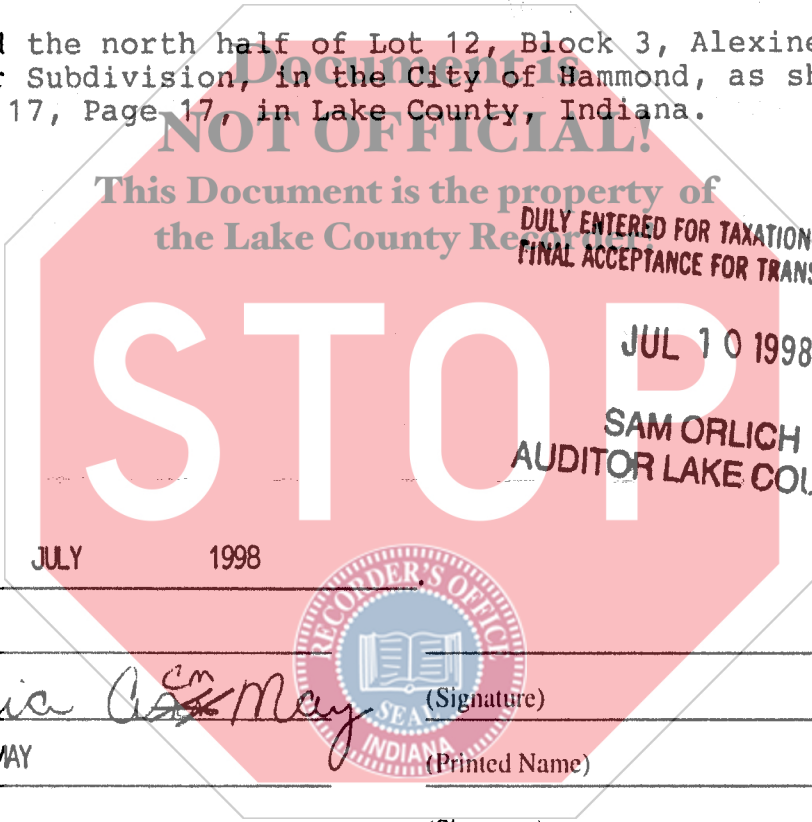 the north half of Lot 12, Block 3, Alexine
Subdivision, in the City of Hammond, as sh
17, Page 17, in Lake County, Indiana.
Document is
NOT OFFICIAL!
This Document is the property of
the Lake County Recorder!
DULY ENTERED FOR TAXATION
FINAL ACCEPTANCE FOR TRANS
JUL 10 1998
SAM ORLICH
AUDITOR LAKE COU
STOP
JULY 1998
RECORDER'S OFFICE
SEAL
INDIANA
cm
May
(Signature)
MAY
(Printed Name)